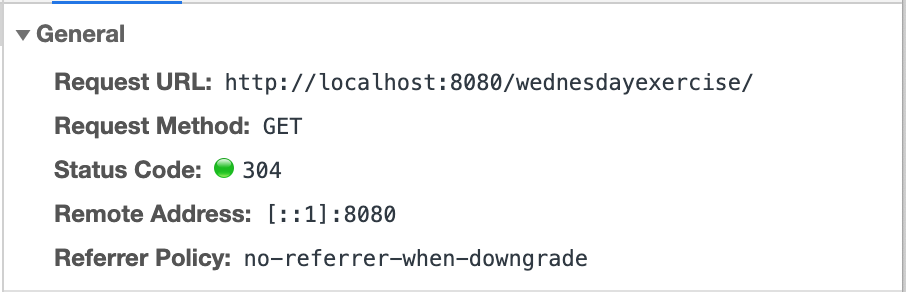 General
Request URL: http://localhost:8080/wednesdayexercise/
Request Method: GET
Status Code: 304
Remote Address: [::1]:8080
Referrer Policy: no-referrer-when-downgrade